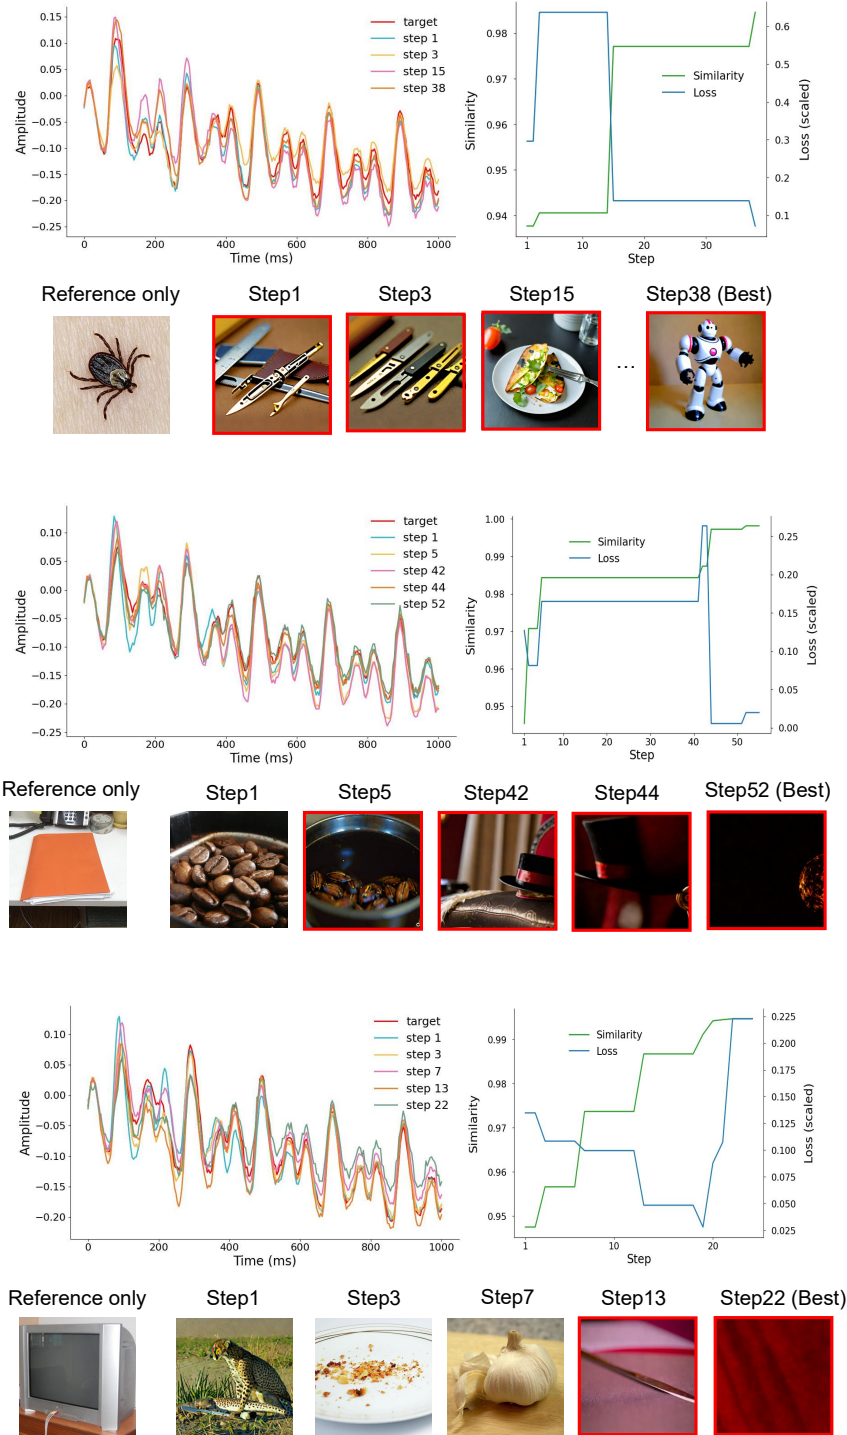 0.15
0.10
0.05
0.00
−0.05
−0.10
−0.15
−0.20
−0.25
Amplitude
0
200
400
600
800
1000
Time (ms)
target
step 1
step 3
step 15
step 38
0.98
0.97
0.96
0.95
0.94
Similarity
1
10
20
30
Step
Similarity
Loss
0.6
0.5
0.4
0.3
0.2
0.1
Loss (scaled)
Reference only
Step1
Step3
Step15
Step38 (Best)
...
0.10
0.05
0.00
−0.05
−0.10
−0.15
−0.20
−0.25
Amplitude
0
200
400
600
800
1000
Time (ms)
target
step 1
step 5
step 42
step 44
step 52
1.00
0.99
0.98
0.97
0.96
0.95
Similarity
1
10
20
30
40
50
Step
Similarity
Loss
0.25
0.20
0.15
0.10
0.05
0.00
Loss (scaled)
Reference only
Step1
Step5
Step42
Step44
Step52 (Best)
0.10
0.05
0.00
−0.05
−0.10
−0.15
−0.20
Amplitude
0
200
400
600
800
1000
Time (ms)
target
step 1
step 3
step 7
step 13
step 22
0.99
0.98
0.97
0.96
0.95
Similarity
1
10
20
Step
Similarity
Loss
0.225
0.200
0.175
0.150
0.125
0.100
0.075
0.050
0.025
Loss (scaled)
Reference only
Step1
Step3
Step7
Step13
Step22 (Best)